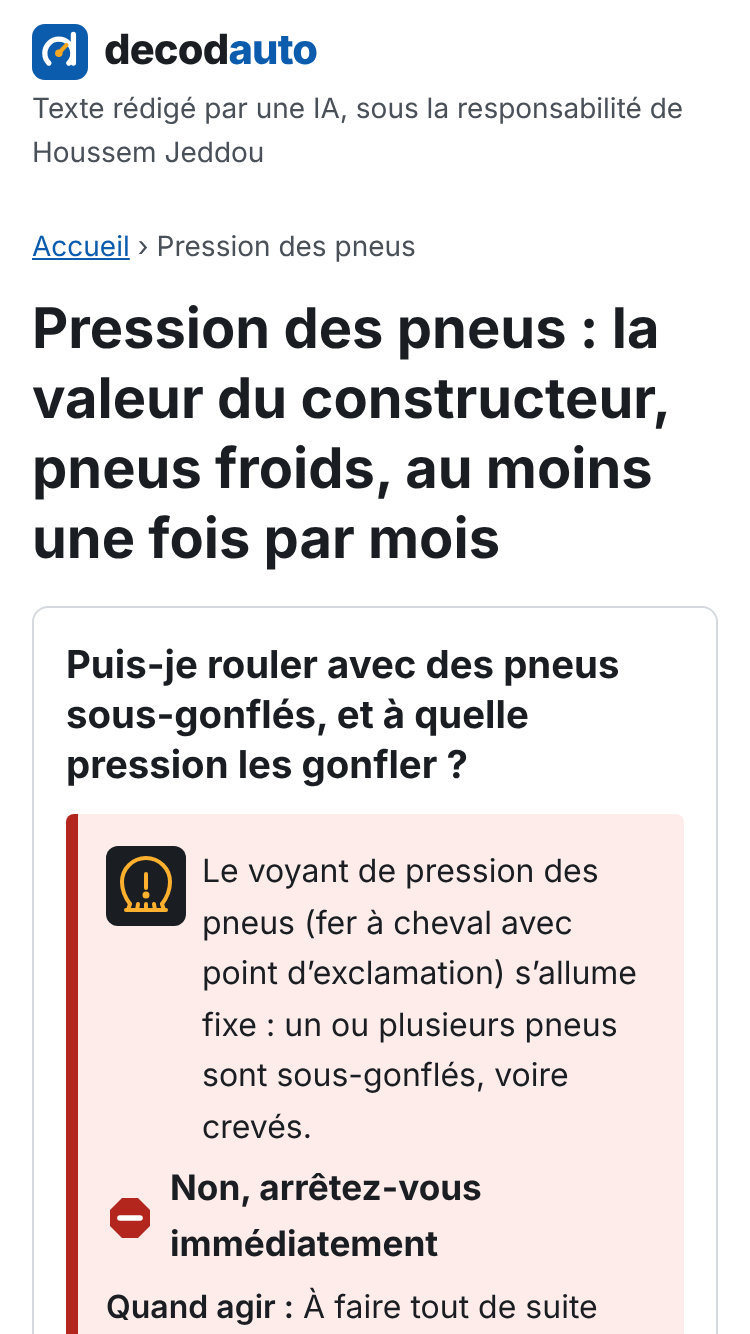 decodauto
Texte rédigé par une IA, sous la responsabilité de
Houssem Jeddou
Accueil › Pression des pneus
Pression des pneus : la
valeur du constructeur,
pneus froids, au moins
une fois par mois
Puis-je rouler avec des pneus
sous-gonflés, et à quelle
pression les gonfler ?
Le voyant de pression des
pneus (fer à cheval avec
point d’exclamation) s’allume
fixe : un ou plusieurs pneus
sont sous-gonflés, voire
crevés.
Non, arrêtez-vous
immédiatement
Quand agir : À faire tout de suite